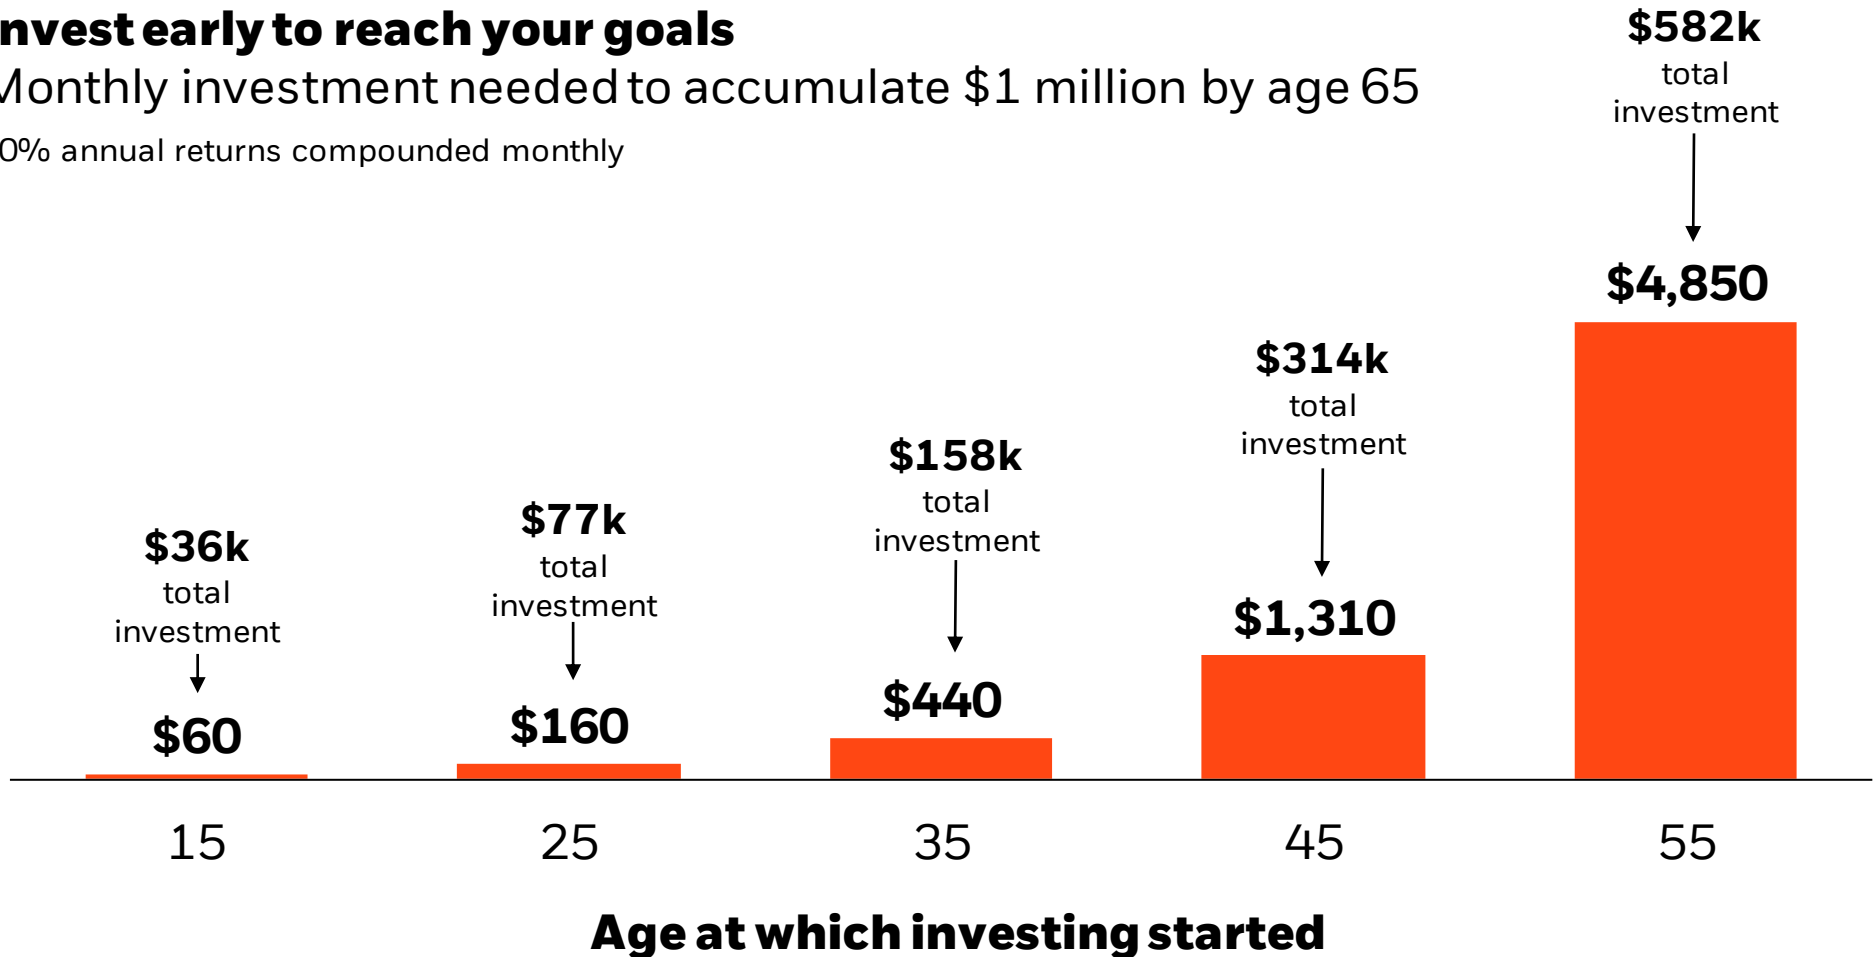 nvest early to reach your goals
Monthly investment needed to accumulate $1 million by age 65
0% annual returns compounded monthly
$582k
total
investment
$4,850
$314k
total
investment
$1,310
$158k
total
investment
$440
$77k
total
investment
$160
$36k
total
investment
$60
15 25 35 45 55
Age at which investing started